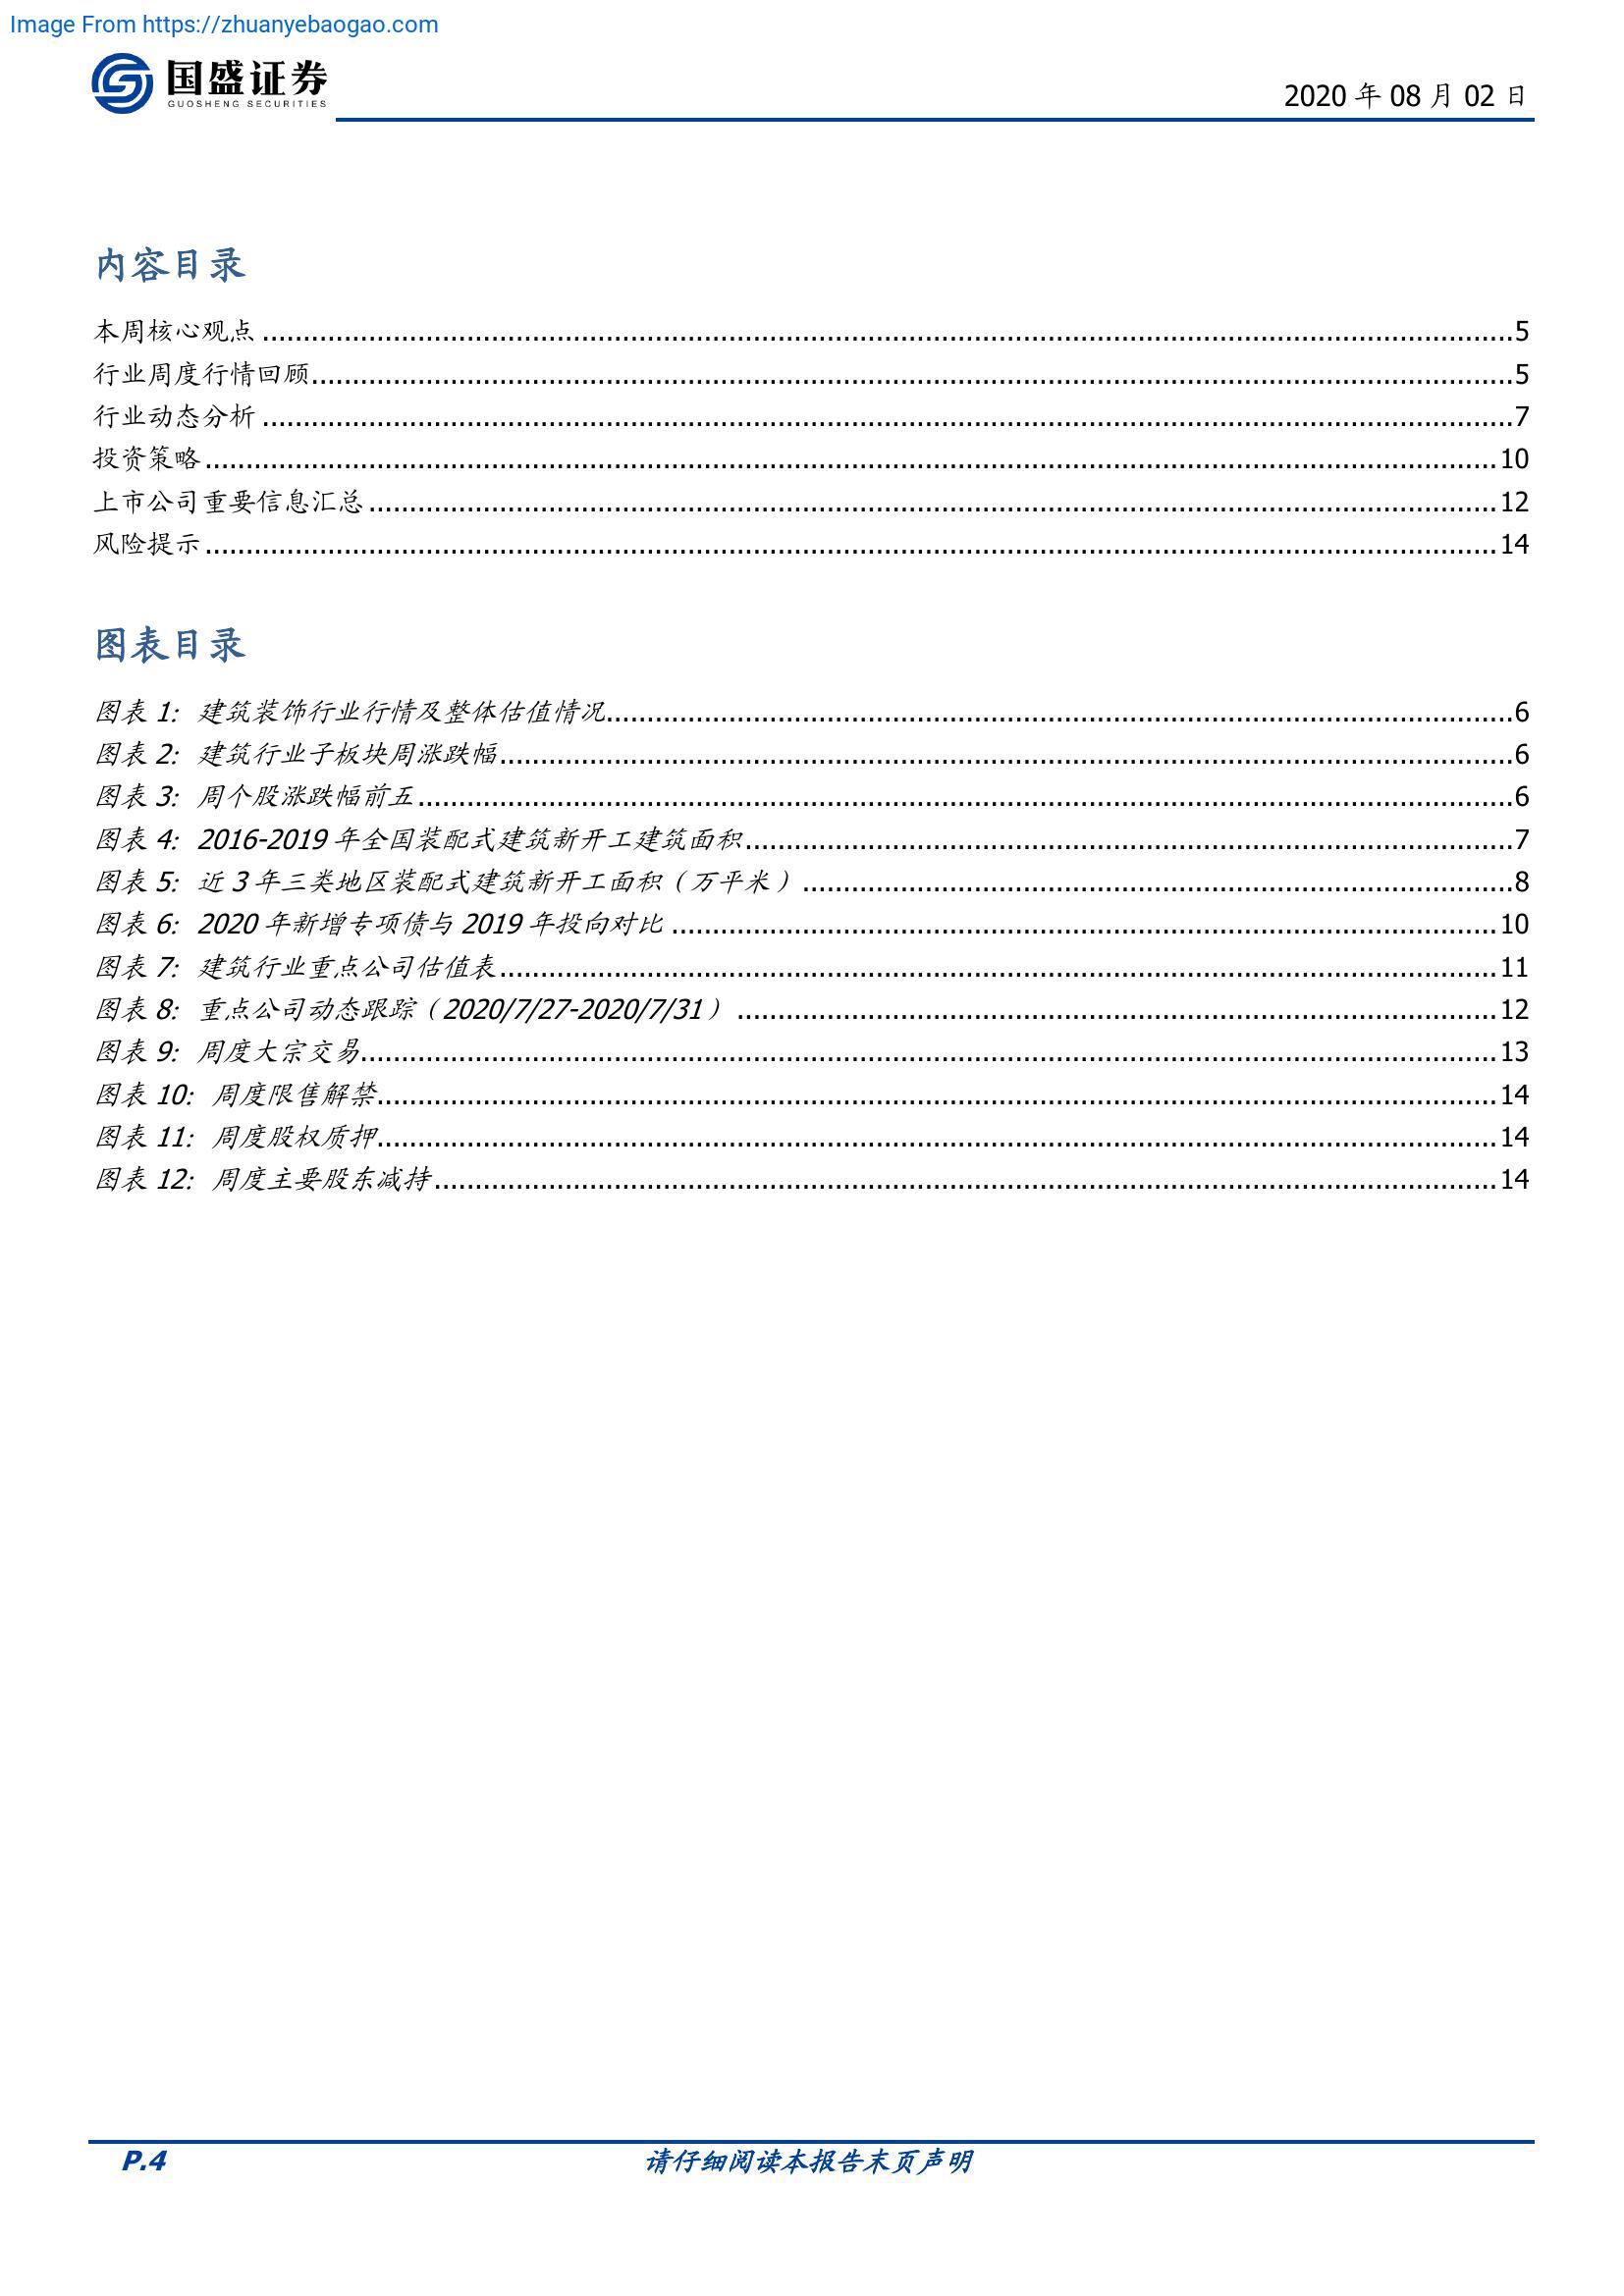 Image From https://zhuanyebaogao.com
国盛证券
GUOSHENG SECURITIES
2020 年 08 月 02 日
内容目录
本周核心观点 ........................................................ 5
行业周度行情回顾 ........................................................ 5
行业动态分析 ........................................................ 7
投资策略 ........................................................ 10
上市公司重要信息汇总 ........................................................ 12
风险提示 ........................................................ 14
图表目录
图表 1: 建筑装饰行业行情及整体估值情况 ........................................................ 6
图表 2: 建筑行业子板块周涨跌幅 ........................................................ 6
图表 3: 周个股涨跌幅前五 ........................................................ 6
图表 4: 2016-2019 年全国装配式建筑新开工建筑面积 ........................................................ 7
图表 5: 近 3 年三类地区装配式建筑新开工面积（万平米） ........................................................ 8
图表 6: 2020 年新增专项债与 2019 年投向对比 ........................................................ 10
图表 7: 建筑行业重点公司估值表 ........................................................ 11
图表 8: 重点公司动态跟踪（2020/7/27-2020/7/31） ........................................................ 12
图表 9: 周度大宗交易 ........................................................ 13
图表 10: 周度限售解禁 ........................................................ 14
图表 11: 周度股权质押 ........................................................ 14
图表 12: 周度主要股东减持 ........................................................ 14
P.4
请仔细阅读本报告末页声明